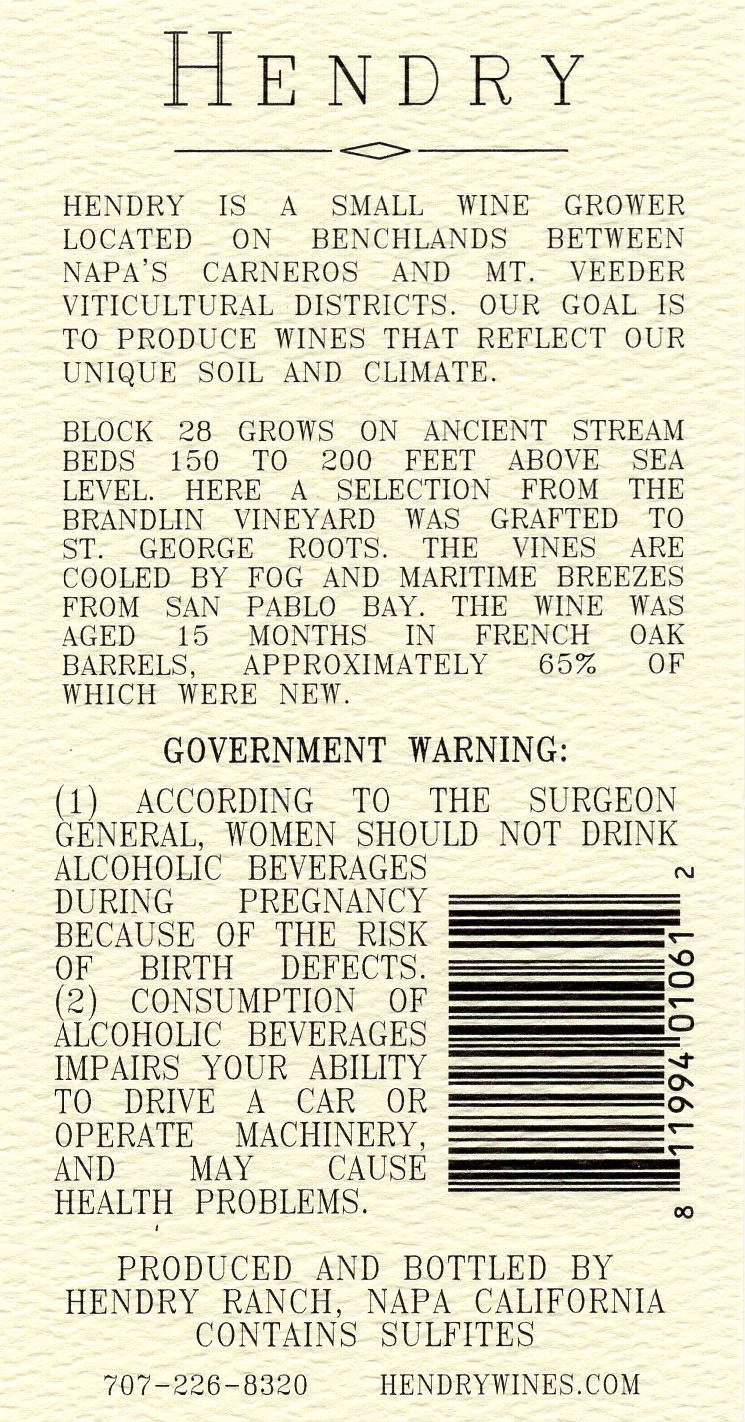 HENDRY
HENDRY IS A SMALL WINE GROWER
LOCATED ON BENCHLANDS BETWEEN
NAPA'S CARNEROS AND MT. VEEDER
VITICULTURAL DISTRICTS. OUR GOAL IS
TO PRODUCE WINES THAT REFLECT OUR
UNIQUE SOIL AND CLIMATE.
BLOCK 28 GROWS ON ANCIENT STREAM
BEDS 150 TO 200 FEET ABOVE SEA
LEVEL. HERE A SELECTION FROM THE
BRANDLIN VINEYARD WAS GRAFTED TO
ST. GEORGE ROOTS. THE VINES ARE
COOLED BY FOG AND MARITIME BREEZES
FROM SAN PABLO BAY. THE WINE WAS
AGED 15 MONTHS IN FRENCH OAK
BARRELS, APPROXIMATELY 65% OF
WHICH WERE NEW.
GOVERNMENT WARNING:
(1) ACCORDING TO THE SURGEON
GENERAL, WOMEN SHOULD NOT DRINK
ALCOHOLIC BEVERAGES
DURING PREGNANCY
BECAUSE OF THE RISK
OF BIRTH DEFECTS.
(2) CONSUMPTION OF
ALCOHOLIC BEVERAGES
IMPAIRS YOUR ABILITY
TO DRIVE A CAR OR
OPERATE MACHINERY,
AND MAY CAUSE
HEALTH PROBLEMS.
8 11994 01061 2
PRODUCED AND BOTTLED BY
HENDRY RANCH, NAPA CALIFORNIA
CONTAINS SULFITES
707-226-8320 HENDRYWINES.COM